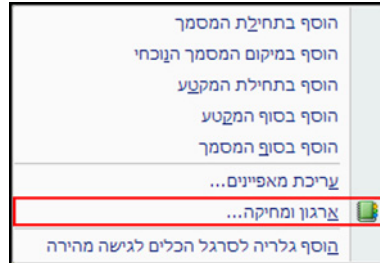 הוסף בתחילת המסמך
הוסף במיקום המסמך הנוכחי
הוסף בתחילת המקטע
הוסף בסוף המקטע
הוסף בסוף המסמך
עריכת מאפיינים...
ארגון ומחיקה...
הוסף גלריה לסרגל הכלים לגישה מהירה